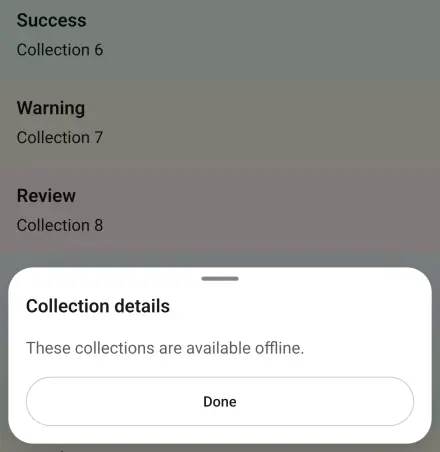 Success
Collection 6
Warning
Collection 7
Review
Collection 8
Collection details
These collections are available offline.
Done